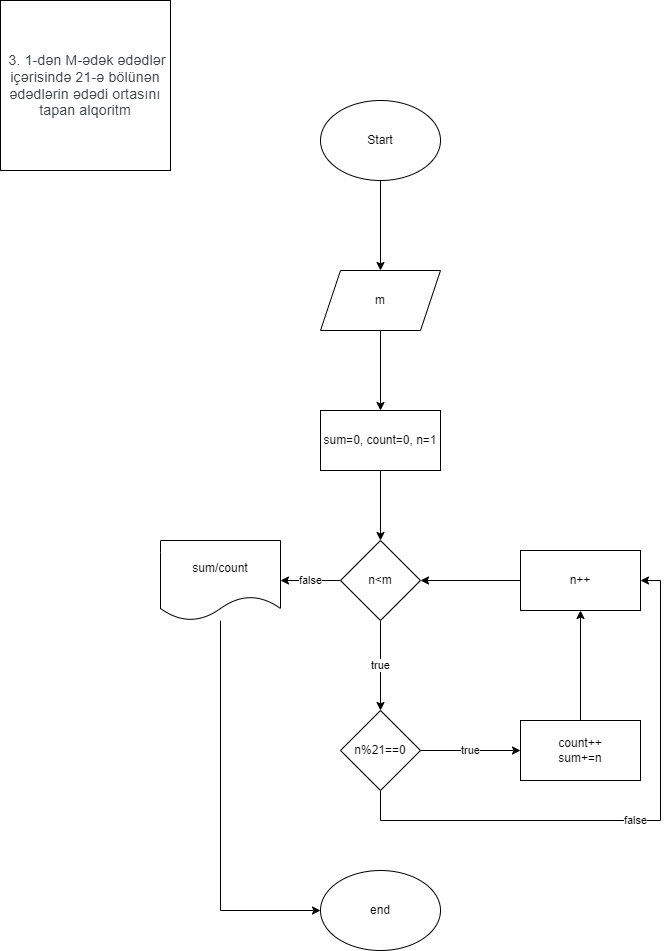 3. 1-dən M-ədək ədədlər
içərisində 21-ə bölünən
ədədlərin ədədi ortasını
tapan alqoritm
Start
m
sum=0, count=0, n=1
sum/count
false
n<m
n++
true
n%21==0
true
count++
sum+=n
false
end